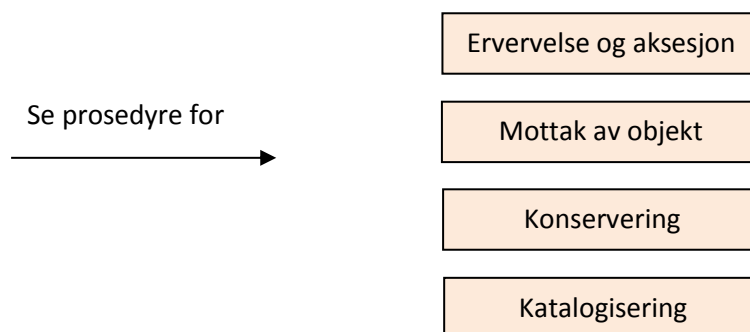 Ervervelse og aksesjon
Se prosedyre for
Mottak av objekt
Konservering
Katalogisering